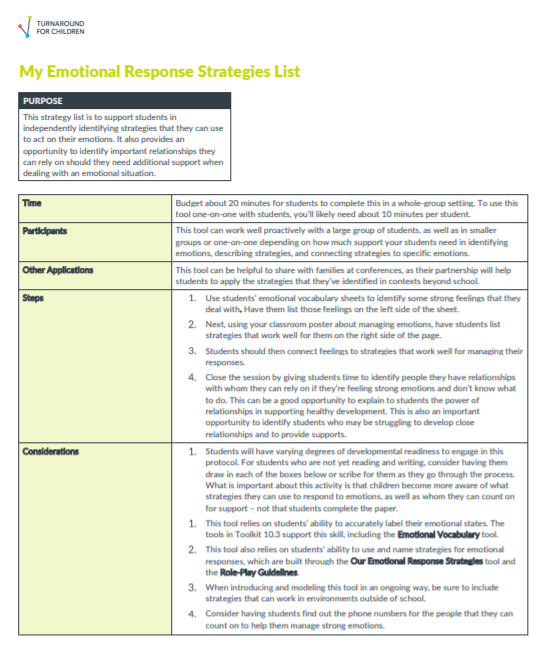 TURNAROUND
FOR CHILDREN
My Emotional Response Strategies List
PURPOSE
This strategy list is to support students in
independently identifying strategies that they can use
to act on their emotions. It also provides an
opportunity to identify important relationships they
can rely on should they need additional support when
dealing with an emotional situation.
Time
Budget about 20 minutes for students to complete this in a whole-group setting. To use this
tool one-on-one with students, you'll likely need about 10 minutes per student.
Participants
This tool can work well proactively with a large group of students, as well as in smaller
groups or one-on-one depending on how much support your students need in identifying
emotions, describing strategies, and connecting strategies to specific emotions.
Other Applications
This tool can be helpful to share with families at conferences, as their partnership will help
students to apply the strategies that they've identified in contexts beyond school.
Steps
1. Use students' emotional vocabulary sheets to identify some strong feelings that they
deal with. Have them list those feelings on the left side of the sheet.
2. Next, using your classroom poster about managing emotions, have students list
strategies that work well for them on the right side of the page.
3. Students should then connect feelings to strategies that work well for managing their
responses.
4. Close the session by giving students time to identify people they have relationships
with whom they can rely on if they're feeling strong emotions and don't know what
to do. This can be a good opportunity to explain to students the power of
relationships in supporting healthy development. This is also an important
opportunity to identify students who may be struggling to develop close
relationships and to provide supports.
Considerations
1. Students will have varying degrees of developmental readiness to engage in this
protocol. For students who are not yet reading and writing, consider having them
draw in each of the boxes below or scribe for them as they go through the process.
What is important about this activity is that children become more aware of what
strategies they can use to respond to emotions, as well as whom they can count on
for support – not that students complete the paper.
1. This tool relies on students' ability to accurately label their emotional states. The
tools in Toolkit 10.3 support this skill, including the Emotional Vocabulary tool.
2. This tool also relies on students' ability to use and name strategies for emotional
responses, which are built through the Our Emotional Response Strategies tool and
the Role-Play Guidelines.
3. When introducing and modeling this tool in an ongoing way, be sure to include
strategies that can work in environments outside of school.
4. Consider having students find out the phone numbers for the people that they can
count on to help them manage strong emotions.